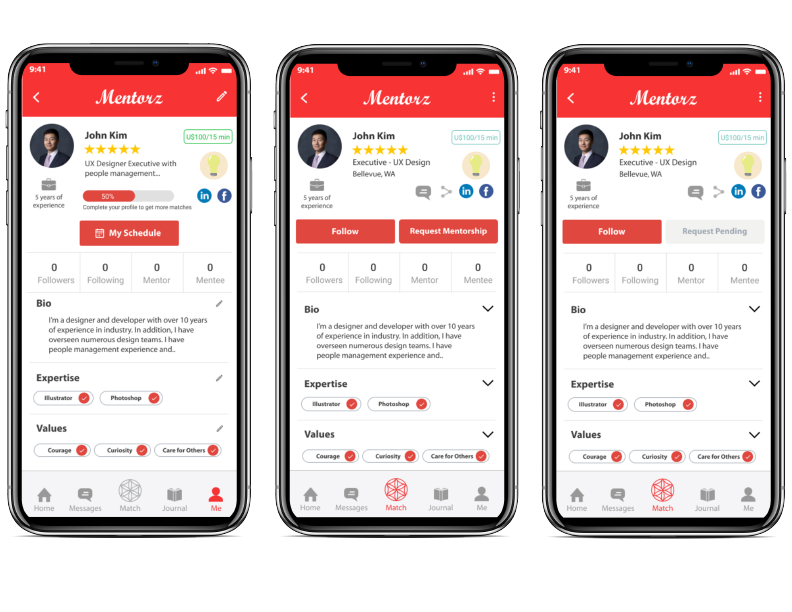 9:41
Mentorz
John Kim
U$100/15 min
UX Designer Executive with
people management...
5 years of
experience
50%
Complete your profile to get more matches
in
f
My Schedule
0 0 0 0
Followers Following Mentor Mentee
Bio
I'm a designer and developer with over 10 years
of experience in industry. In addition, I have
overseen numerous design teams. I have
people management experience and..
Expertise
Illustrator Photoshop
Values
Courage Curiosity Care for Others
Home Messages Match Journal Me
9:41
Mentorz
John Kim
U$100/15 min
Executive - UX Design
Bellevue, WA
5 years of
experience
in
f
Follow Request Mentorship
0 0 0 0
Followers Following Mentor Mentee
Bio
I'm a designer and developer with over 10 years
of experience in industry. In addition, I have
overseen numerous design teams. I have
people management experience and..
Expertise
Illustrator Photoshop
Values
Courage Curiosity Care for Others
Home Messages Match Journal Me
9:41
Mentorz
John Kim
U$100/15 min
Executive - UX Design
Bellevue, WA
5 years of
experience
in
f
Follow Request Pending
0 0 0 0
Followers Following Mentor Mentee
Bio
I'm a designer and developer with over 10 years
of experience in industry. In addition, I have
overseen numerous design teams. I have
people management experience and..
Expertise
Illustrator Photoshop
Values
Courage Curiosity Care for Others
Home Messages Match Journal Me